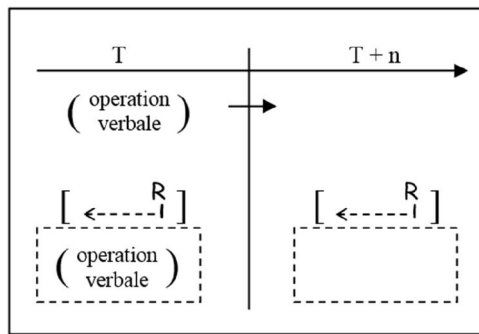 T T + n
( operation
verbale )
[ R ] [ R ]
( operation
verbale )